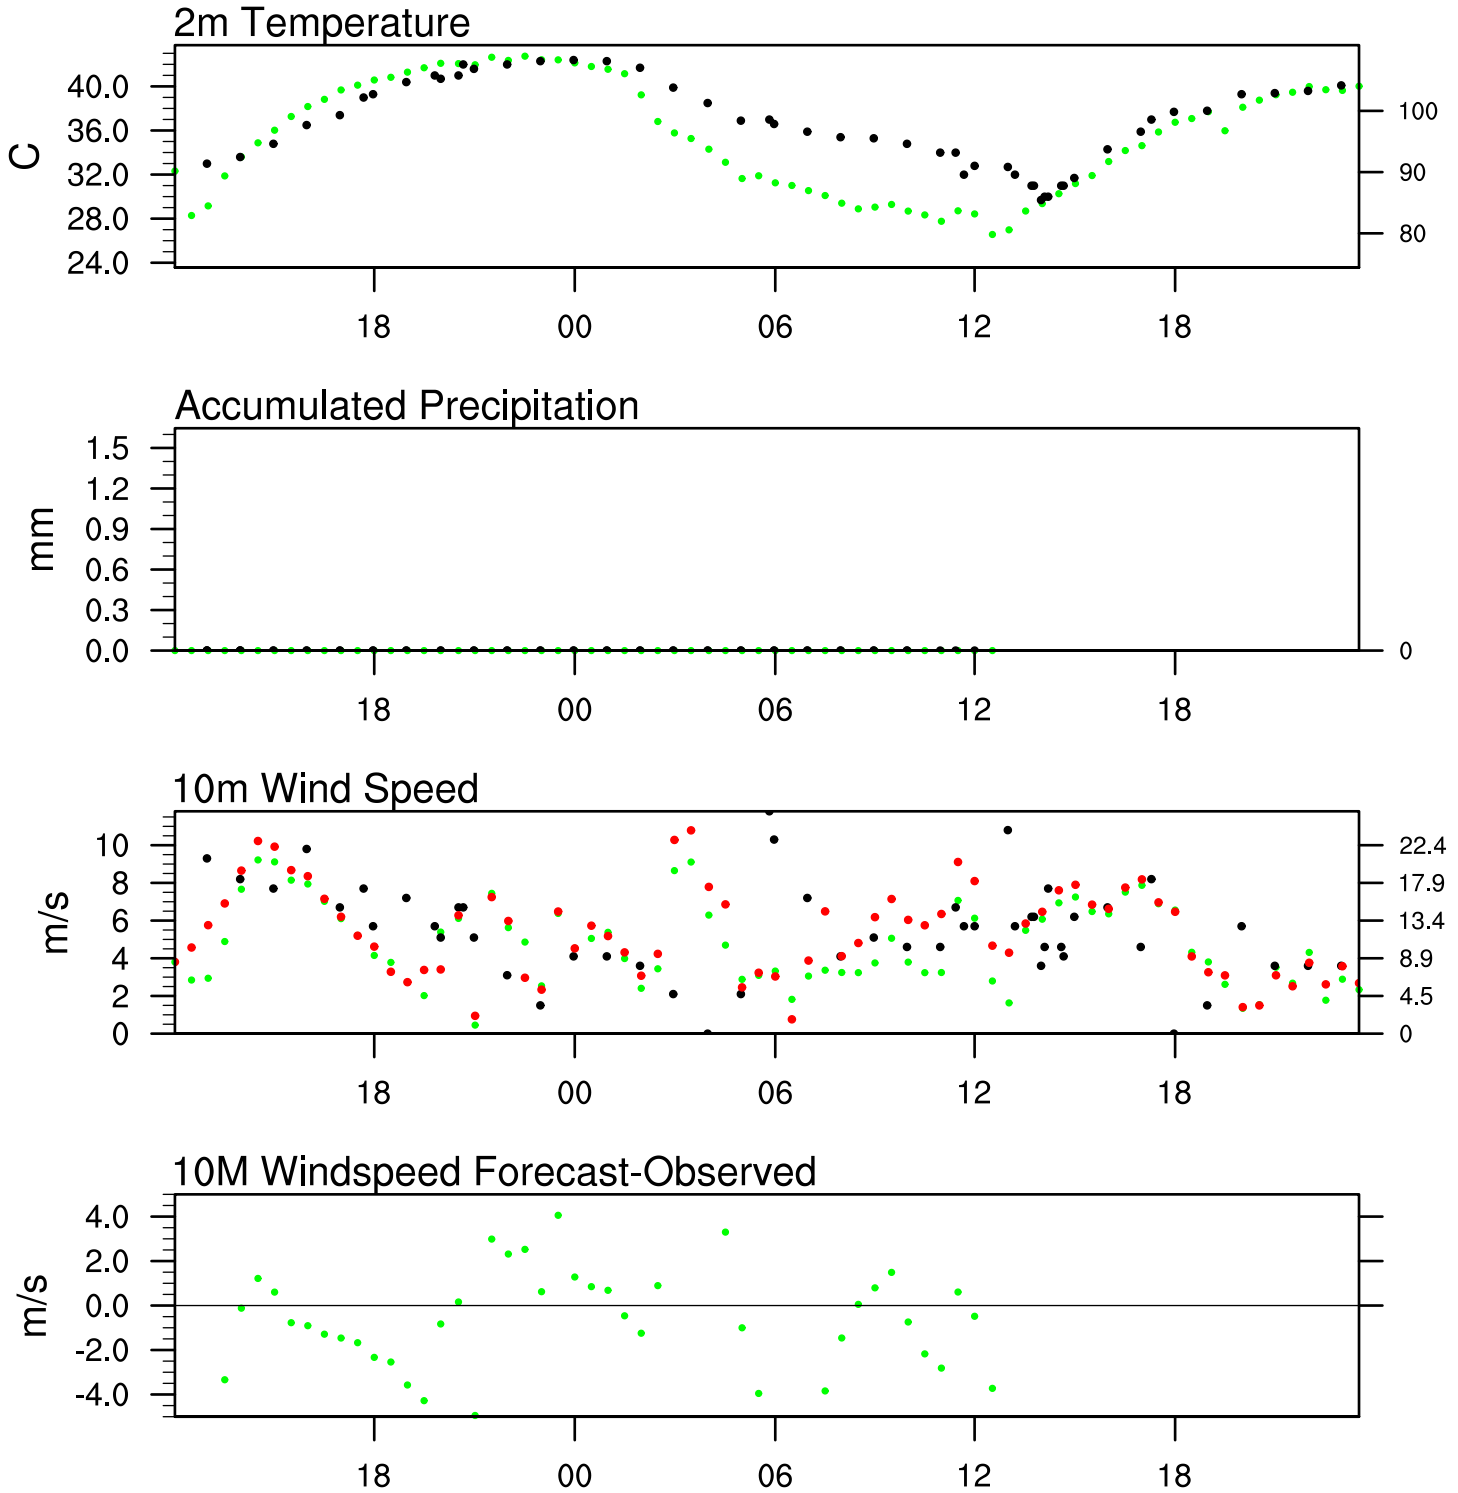 2m Temperature
C
40.0
36.0
32.0
28.0
24.0
100
90
80
18 00 06 12 18
Accumulated Precipitation
mm
1.5
1.2
0.9
0.6
0.3
0.0
0
18 00 06 12 18
10m Wind Speed
m/s
10
8
6
4
2
0
22.4
17.9
13.4
8.9
4.5
0
18 00 06 12 18
10M Windspeed Forecast-Observed
m/s
4.0
2.0
0.0
-2.0
-4.0
18 00 06 12 18